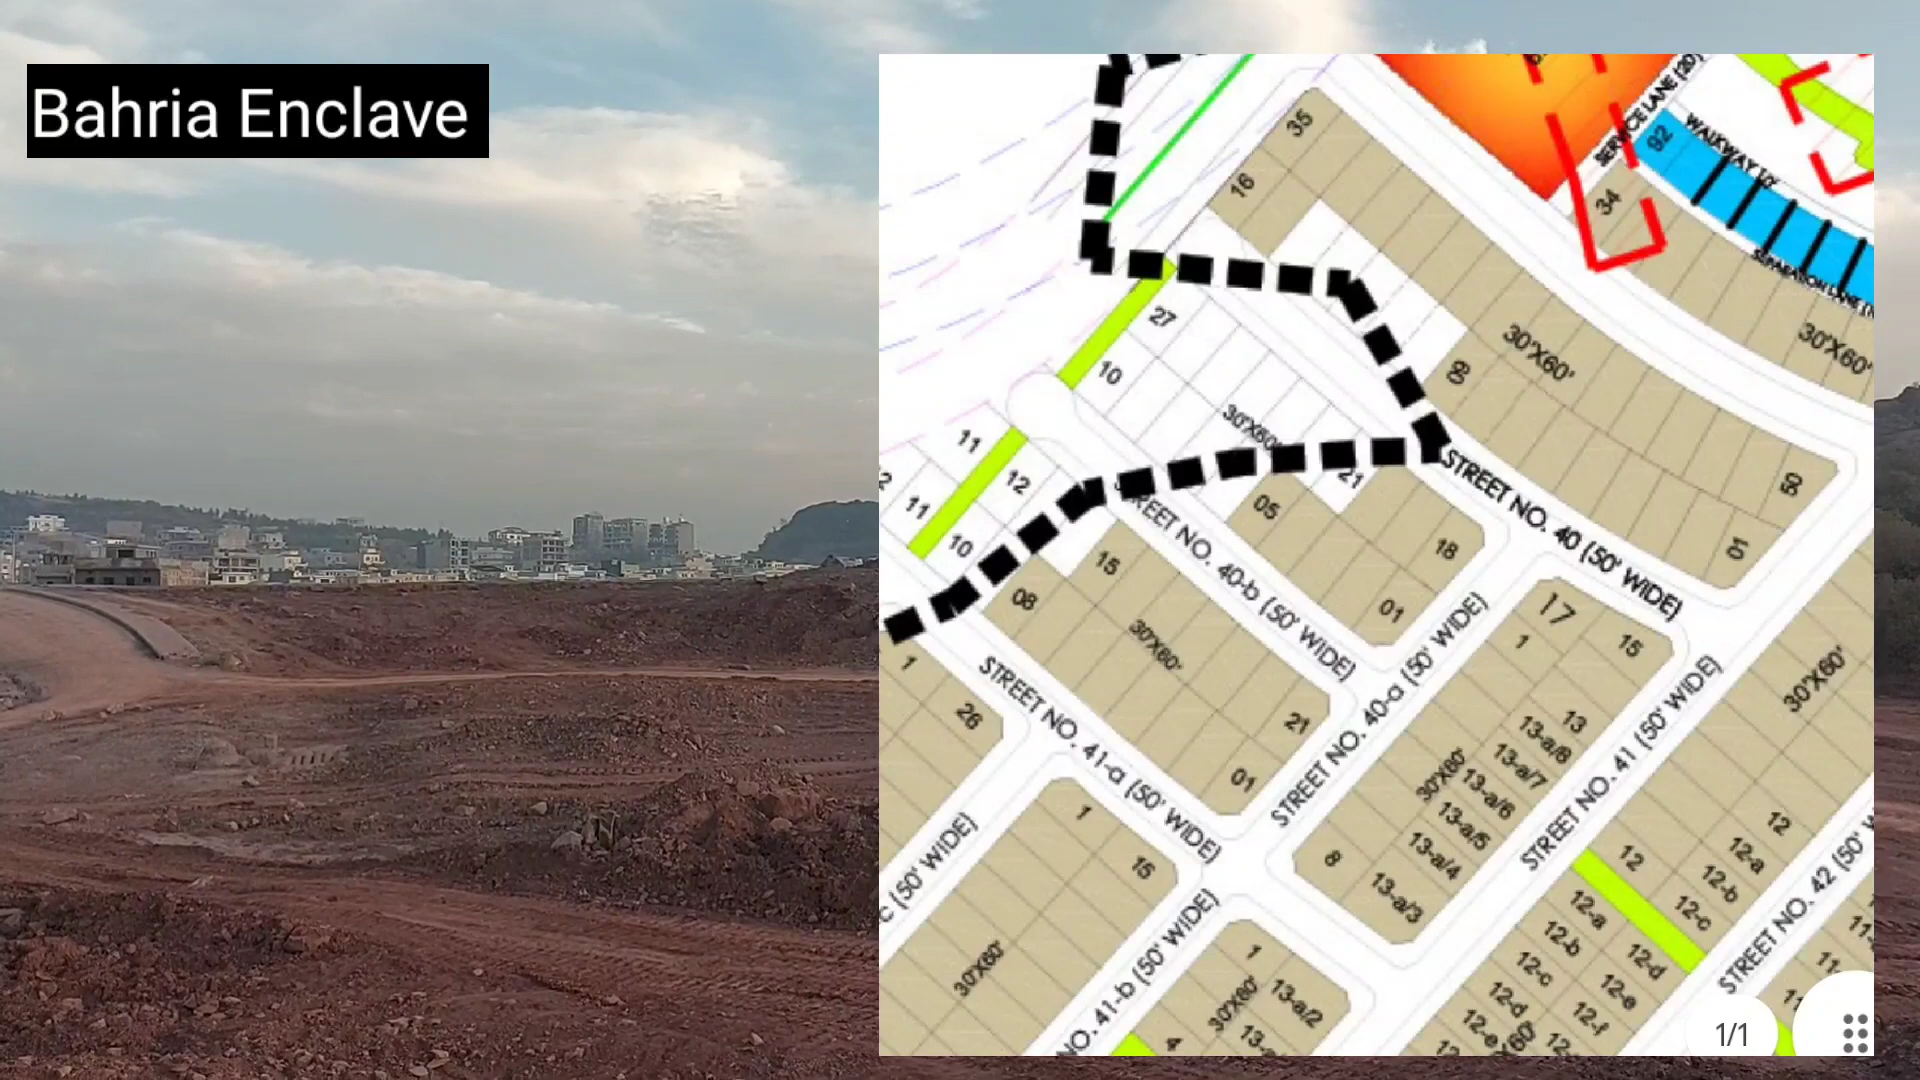 Bahria Enclave
35
16
92
WALKWAY 10'
SERVICE LANE (20'
34
27
10
30'X60'
30'X60'
09
30'X60'
11
12
11
10
21
05
STREET NO. 40 (50' WIDE)
50
01
15
08
18
01
STREET NO. 40-b (50' WIDE)
30'X60'
17
15
1
1
26
STREET NO. 41-a (50' WIDE)
21
01
STREET NO. 40-a (50' WIDE)
13
13-a/8
13-a/7
30'X60'
13-a/6
13-a/5
13-a/4
8
13-a/3
STREET NO. 41 (50' WIDE)
30'X60'
1
15
12
12-a
12-b
12-c
12
12-a
12-b
12-c
12-d
12-d
12-e
12-e
12-f
STREET NO. 42 (50' W
c (50' WIDE)
30'X60'
NO. 41-b (50' WIDE)
1
13-a/2
30'X60'
4
1/1